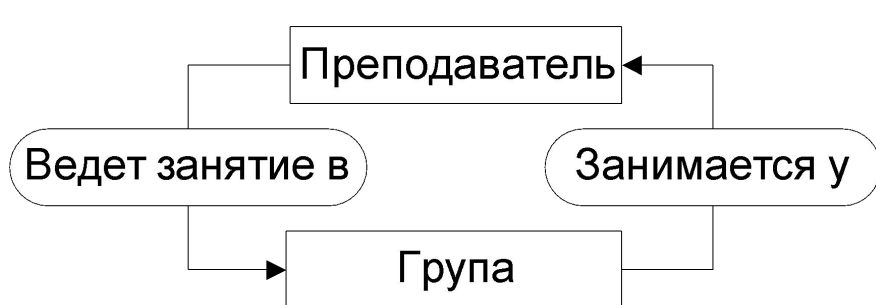 Преподаватель
Ведет занятие в
Занимается у
Група